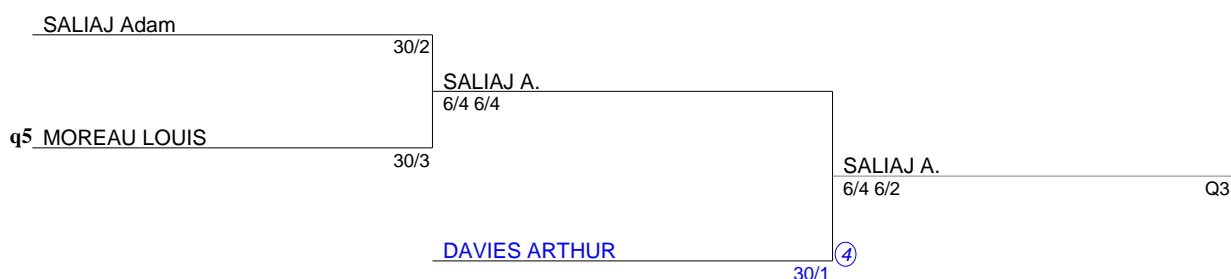 SALIAJ Adam
30/2
SALIAJ A.
6/4 6/4
q5 MOREAU LOUIS
30/3
SALIAJ A.
6/4 6/2 Q3
DAVIES ARTHUR 4
30/1